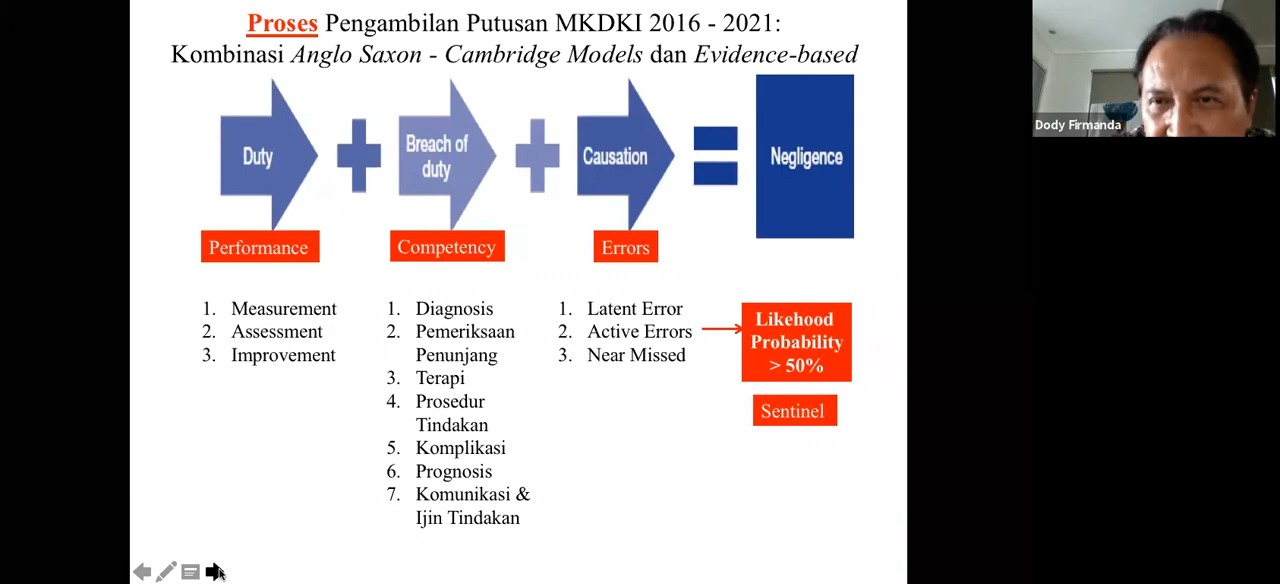 Proses Pengambilan Putusan MKDKI 2016 - 2021:
Kombinasi Anglo Saxon - Cambridge Models dan Evidence-based
Dody Firmanda
Duty
Breach of
duty
Causation
Negligence
Performance
Competency
Errors
1. Measurement
2. Assessment
3. Improvement
1. Diagnosis
2. Pemeriksaan
Penunjang
3. Terapi
4. Prosedur
Tindakan
5. Komplikasi
6. Prognosis
7. Komunikasi &
Ijin Tindakan
1. Latent Error
2. Active Errors
3. Near Missed
Likehood
Probability
> 50%
Sentinel